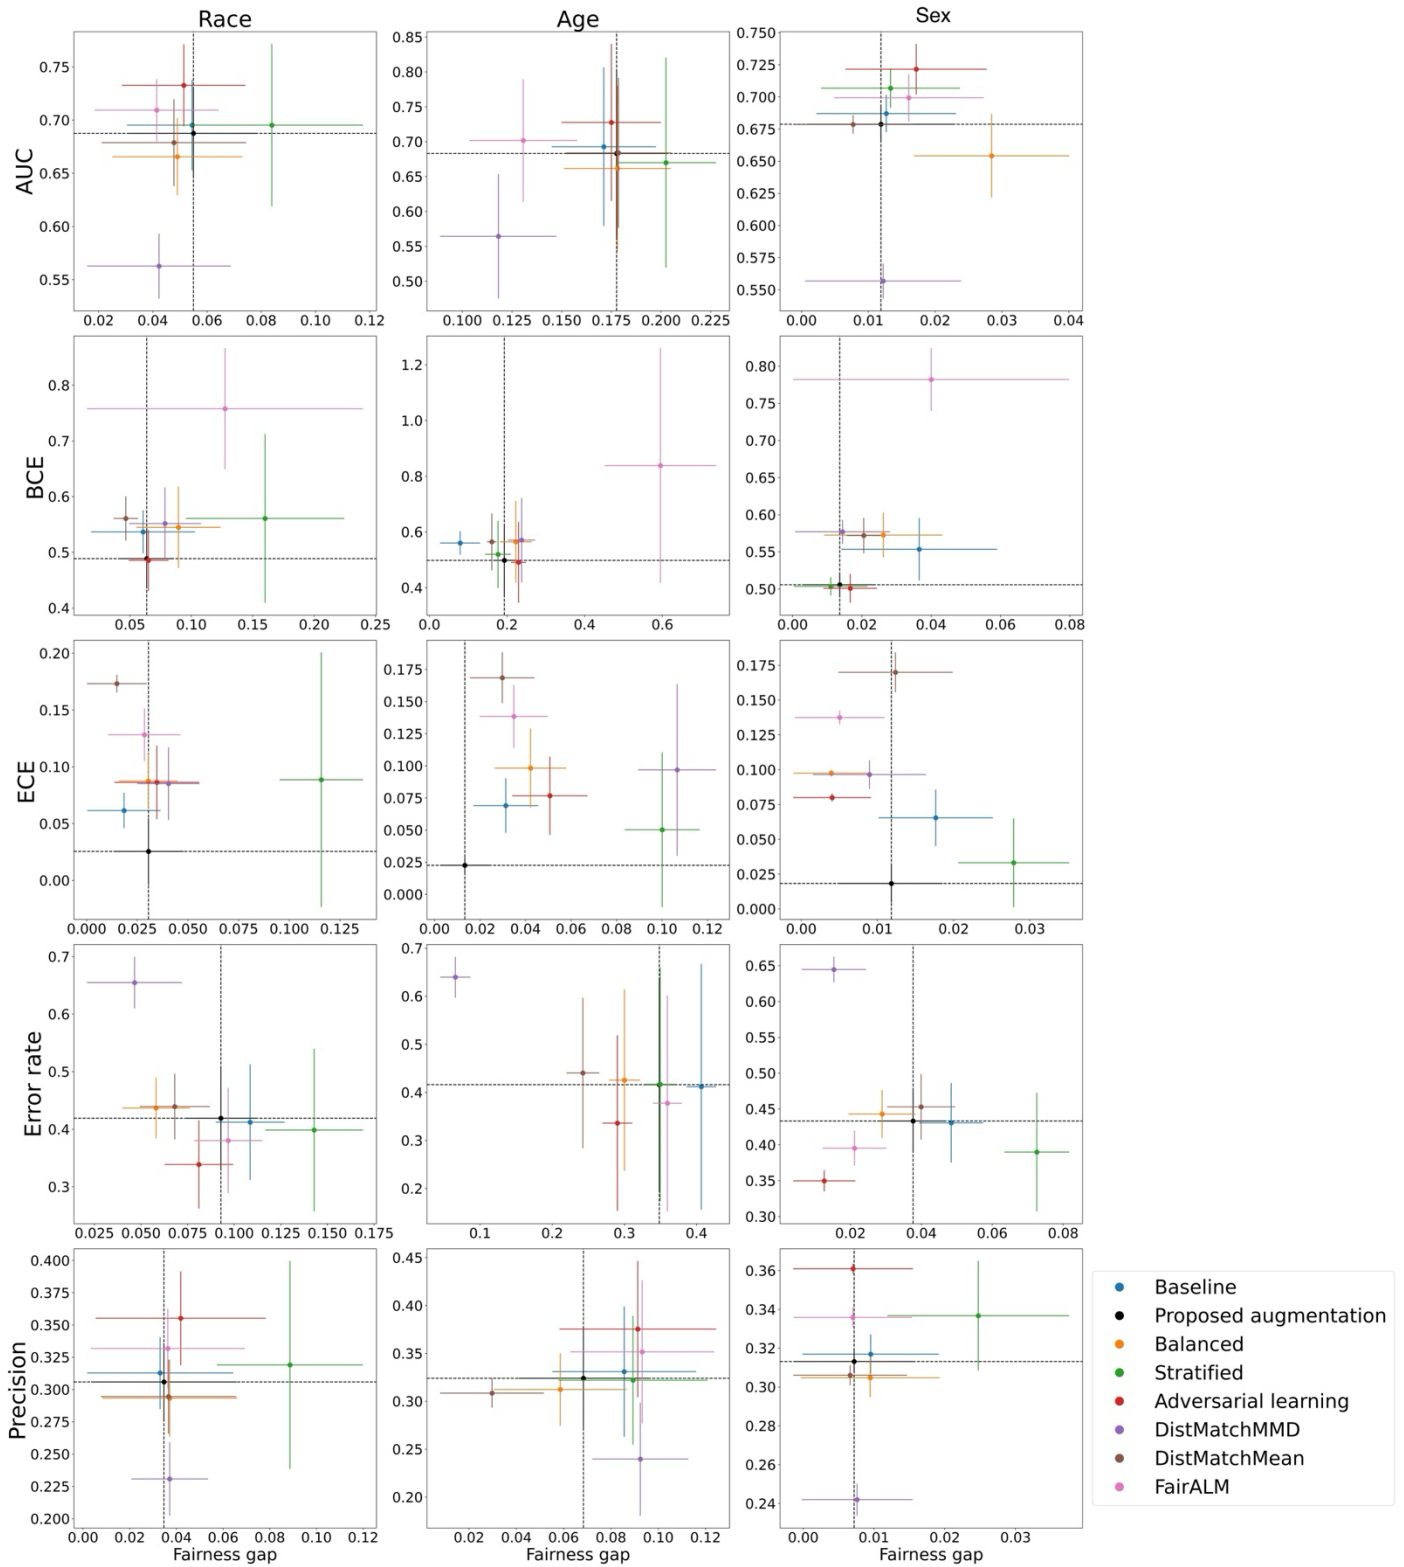 Race
Age
Sex
AUC
0.75
0.70
0.65
0.60
0.55
0.02 0.04 0.06 0.08 0.10 0.12
0.85
0.80
0.75
0.70
0.65
0.60
0.55
0.50
0.100 0.125 0.150 0.175 0.200 0.225
0.750
0.725
0.700
0.675
0.650
0.625
0.600
0.575
0.550
0.00 0.01 0.02 0.03 0.04
BCE
0.8
0.7
0.6
0.5
0.4
0.05 0.10 0.15 0.20 0.25
1.2
1.0
0.8
0.6
0.4
0.0 0.2 0.4 0.6
0.80
0.75
0.70
0.65
0.60
0.55
0.50
0.00 0.02 0.04 0.06 0.08
ECE
0.20
0.15
0.10
0.05
0.00
0.000 0.025 0.050 0.075 0.100 0.125
0.175
0.150
0.125
0.100
0.075
0.050
0.025
0.000
0.00 0.02 0.04 0.06 0.08 0.10 0.12
0.175
0.150
0.125
0.100
0.075
0.050
0.025
0.000
0.00 0.01 0.02 0.03
Error rate
0.7
0.6
0.5
0.4
0.3
0.025 0.050 0.075 0.100 0.125 0.150 0.175
0.7
0.6
0.5
0.4
0.3
0.2
0.1 0.2 0.3 0.4
0.65
0.60
0.55
0.50
0.45
0.40
0.35
0.30
0.02 0.04 0.06 0.08
Precision
0.400
0.375
0.350
0.325
0.300
0.275
0.250
0.225
0.200
0.00 0.02 0.04 0.06 0.08 0.10 0.12
Fairness gap
0.45
0.40
0.35
0.30
0.25
0.20
0.02 0.04 0.06 0.08 0.10 0.12
Fairness gap
0.36
0.34
0.32
0.30
0.28
0.26
0.24
0.00 0.01 0.02 0.03
Fairness gap
Baseline
Proposed augmentation
Balanced
Stratified
Adversarial learning
DistMatchMMD
DistMatchMean
FairALM